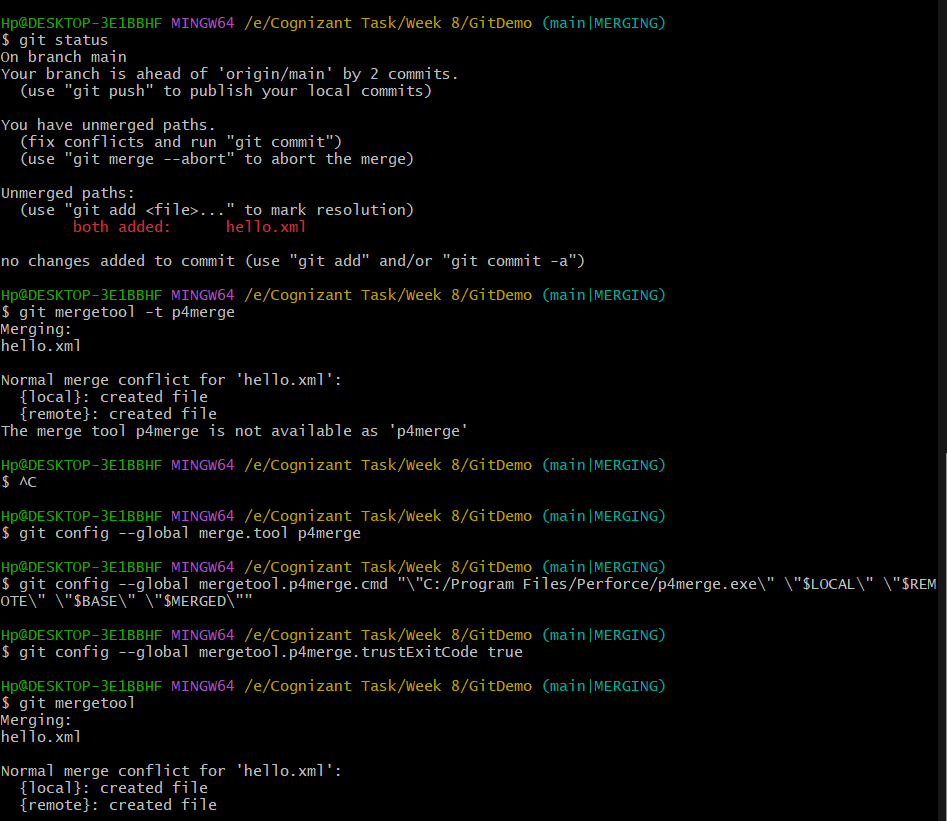 Hp@DESKTOP-3E1BBHF MINGW64 /e/Cognizant Task/Week 8/GitDemo (main|MERGING)
$ git status
On branch main
Your branch is ahead of 'origin/main' by 2 commits.
  (use "git push" to publish your local commits)

You have unmerged paths.
  (fix conflicts and run "git commit")
  (use "git merge --abort" to abort the merge)

Unmerged paths:
  (use "git add <file>..." to mark resolution)
        both added:      hello.xml

no changes added to commit (use "git add" and/or "git commit -a")

Hp@DESKTOP-3E1BBHF MINGW64 /e/Cognizant Task/Week 8/GitDemo (main|MERGING)
$ git mergetool -t p4merge
Merging:
hello.xml

Normal merge conflict for 'hello.xml':
  {local}: created file
  {remote}: created file
The merge tool p4merge is not available as 'p4merge'

Hp@DESKTOP-3E1BBHF MINGW64 /e/Cognizant Task/Week 8/GitDemo (main|MERGING)
$ ^C

Hp@DESKTOP-3E1BBHF MINGW64 /e/Cognizant Task/Week 8/GitDemo (main|MERGING)
$ git config --global merge.tool p4merge

Hp@DESKTOP-3E1BBHF MINGW64 /e/Cognizant Task/Week 8/GitDemo (main|MERGING)
$ git config --global mergetool.p4merge.cmd "\"C:/Program Files/Perforce/p4merge.exe\" \"$LOCAL\" \"$REM
OTE\" \"$BASE\" \"$MERGED\""

Hp@DESKTOP-3E1BBHF MINGW64 /e/Cognizant Task/Week 8/GitDemo (main|MERGING)
$ git config --global mergetool.p4merge.trustExitCode true

Hp@DESKTOP-3E1BBHF MINGW64 /e/Cognizant Task/Week 8/GitDemo (main|MERGING)
$ git mergetool
Merging:
hello.xml

Normal merge conflict for 'hello.xml':
  {local}: created file
  {remote}: created file